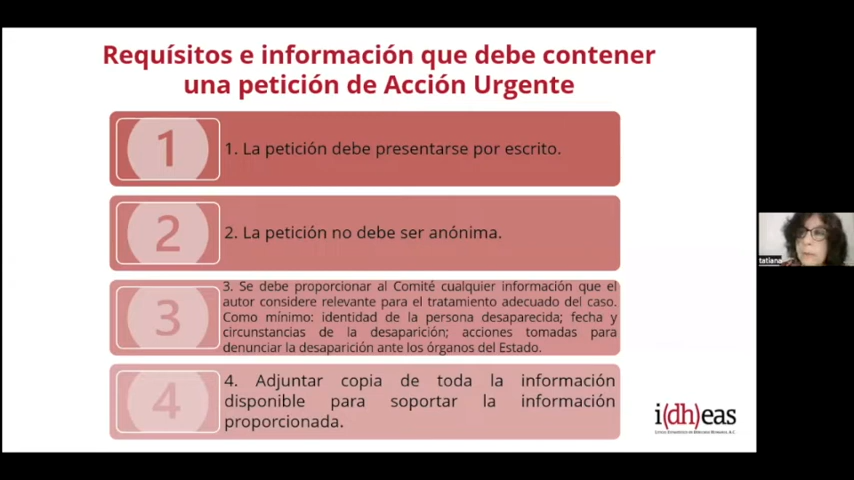 Requísitos e información que debe contener
una petición de Acción Urgente
1
1. La petición debe presentarse por escrito.
2
2. La petición no debe ser anónima.
3
3. Se debe proporcionar al Comité cualquier información que el
autor considere relevante para el tratamiento adecuado del caso.
Como mínimo: identidad de la persona desaparecida; fecha y
circunstancias de la desaparición; acciones tomadas para
denunciar la desaparición ante los órganos del Estado.
4
4. Adjuntar copia de toda la información
disponible para soportar la información
proporcionada.
i(dh)eas
tatiana